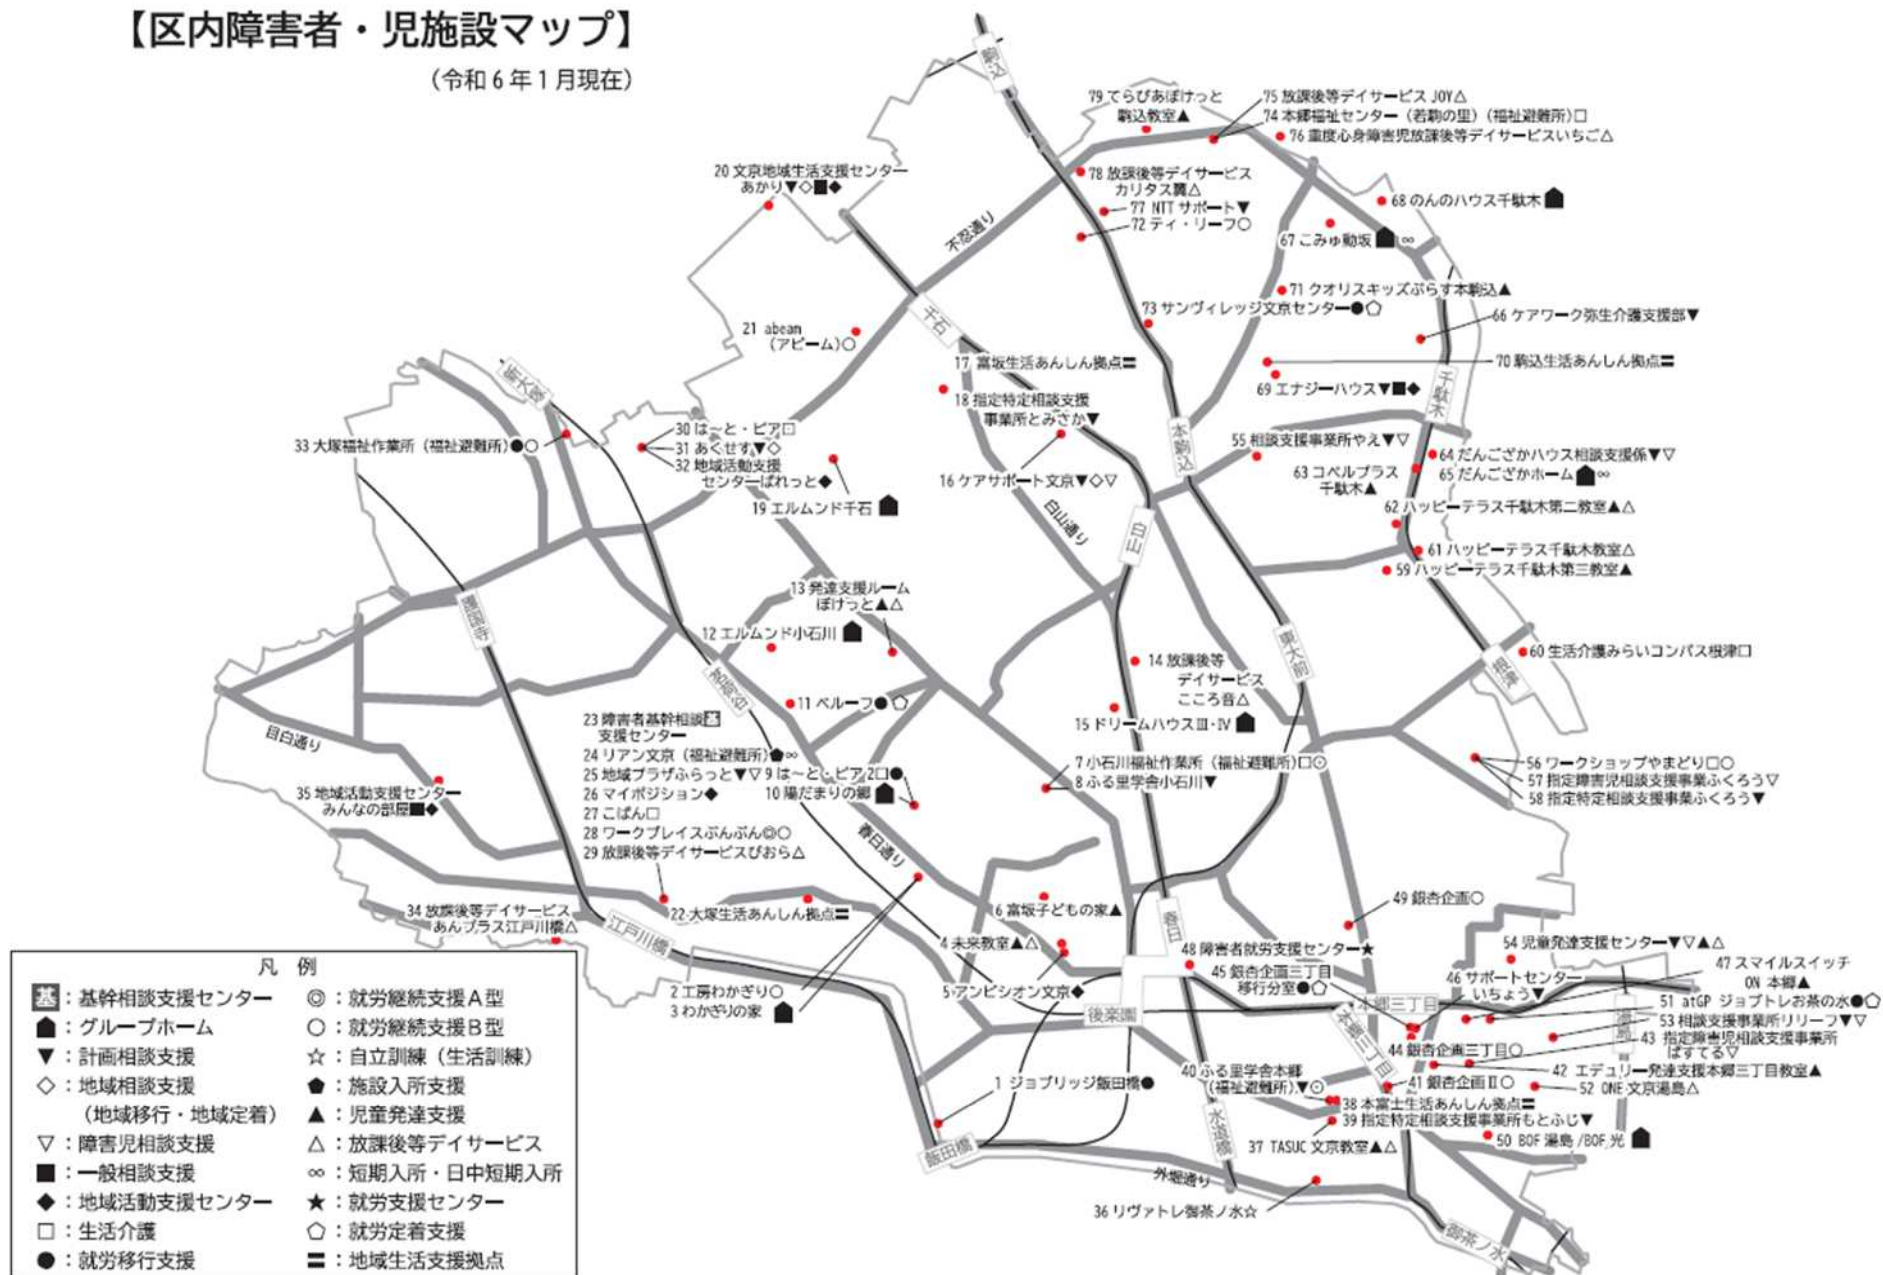 【区内障害者・児施設マップ】
（令和6年1月現在）
駒込
79 てらぴあぽけっと
駒込教室▲
75 放課後等デイサービス JOY△
74 本郷福祉センター（若駒の里）（福祉避難所）□
76 重度心身障害児放課後等デイサービスいちご△
20 文京地域生活支援センター
あかり▼◇■◆
78 放課後等デイサービス
カリタス翼△
77 NTT サポート▼
72 ティ・リーフ○
不忍通り
68 のんのハウス千駄木
67 こみゅ動坂 ∞
71 クオリスキッズぷらす本駒込▲
73 サンヴィレッジ文京センター●⬠
66 ケアワーク弥生介護支援部▼
21 abean
（アビーム）○
千石
17 富坂生活あんしん拠点〓
70 駒込生活あんしん拠点〓
69 エナジーハウス▼■◆
千駄木
新大塚
18 指定特定相談支援
事業所とみさか▼
本駒込
33 大塚福祉作業所（福祉避難所）●○
30 は〜と・ピア□
31 あくせす▼◇
32 地域活動支援
センターぱれっと◆
19 エルムンド千石
16 ケアサポート文京▼◇▽
55 相談支援事業所やえ▼▽
64 だんござかハウス相談支援係▼▽
65 だんござかホーム ∞
63 コペルプラス
千駄木▲
62 ハッピーテラス千駄木第二教室▲△
白山通り
白山
61 ハッピーテラス千駄木教室△
59 ハッピーテラス千駄木第三教室▲
護国寺
13 発達支援ルーム
ぽけっと▲△
12 エルムンド小石川
東大前
根津
60 生活介護みらいコンパス根津□
茗荷谷
14 放課後等
デイサービス
こころ音△
11 ベルーフ●⬠
15 ドリームハウスⅢ・Ⅳ
目白通り
23 障害者基幹相談基
支援センター
24 リアン文京（福祉避難所）⬟∞
25 地域プラザふらっと▼▽
26 マイポジション◆
27 こぱん□
28 ワークプレイスぶんぶん◎○
29 放課後等デイサービスぴおら△
9 は〜と・ピア2□●
10 陽だまりの郷
7 小石川福祉作業所（福祉避難所）□⊙
8 ふる里学舎小石川▼
56 ワークショップやまどり□○
57 指定障害児相談支援事業ふくろう▽
58 指定特定相談支援事業ふくろう▼
35 地域活動支援センター
みんなの部屋■◆
春日通り
34 放課後等デイサービス
あんプラス江戸川橋△
22 大塚生活あんしん拠点〓
江戸川橋
6 富坂子どもの家▲
4 未来教室▲△
5 アンビション文京◆
春日
49 銀杏企画○
48 障害者就労支援センター★
45 銀杏企画三丁目
移行分室●⬠
54 児童発達支援センター▼▽▲△
46 サポートセンター
いちょう▼
47 スマイルスイッチ
ON 本郷▲
2 工房わかぎり○
3 わかぎりの家
後楽園
本郷三丁目
本郷三丁目
51 atGP ジョブトレお茶の水●⬠
53 相談支援事業所リリーフ▼▽
43 指定障害児相談支援事業所
ぱすてる▽
湯島
44 銀杏企画三丁目○
42 エデュリー発達支援本郷三丁目教室▲
1 ジョブリッジ飯田橋●
40 ふる里学舎本郷
（福祉避難所）▼⊙
41 銀杏企画Ⅱ○
52 ONE 文京湯島△
38 本富士生活あんしん拠点〓
39 指定特定相談支援事業所もとふじ▼
37 TASUC 文京教室▲△
50 BOF 湯島/BOF 光
水道橋
飯田橋
外堀通り
36 リヴァトレ御茶ノ水☆
御茶ノ水
凡 例
基：基幹相談支援センター
：グループホーム
▼：計画相談支援
◇：地域相談支援
（地域移行・地域定着）
▽：障害児相談支援
■：一般相談支援
◆：地域活動支援センター
□：生活介護
●：就労移行支援
◎：就労継続支援A型
○：就労継続支援B型
☆：自立訓練（生活訓練）
⬟：施設入所支援
▲：児童発達支援
△：放課後等デイサービス
∞：短期入所・日中短期入所
★：就労支援センター
⬠：就労定着支援
〓：地域生活支援拠点